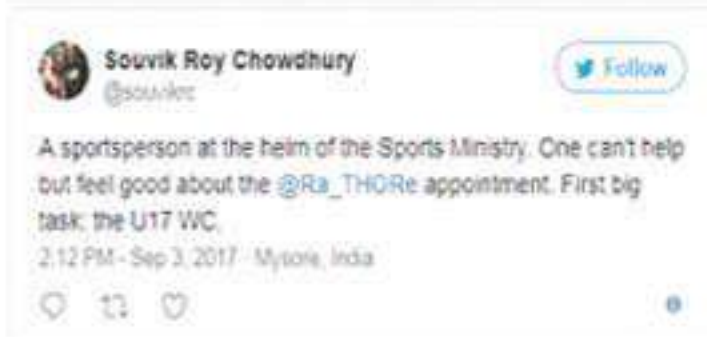 Souvik Roy Chowdhury
Follow
@souvikrc
A sportsperson at the helm of the Sports Ministry. One can't help
but feel good about the @Ra_THORe appointment. First big
task: the U17 WC.
2:12 PM - Sep 3, 2017 · Mysore, India